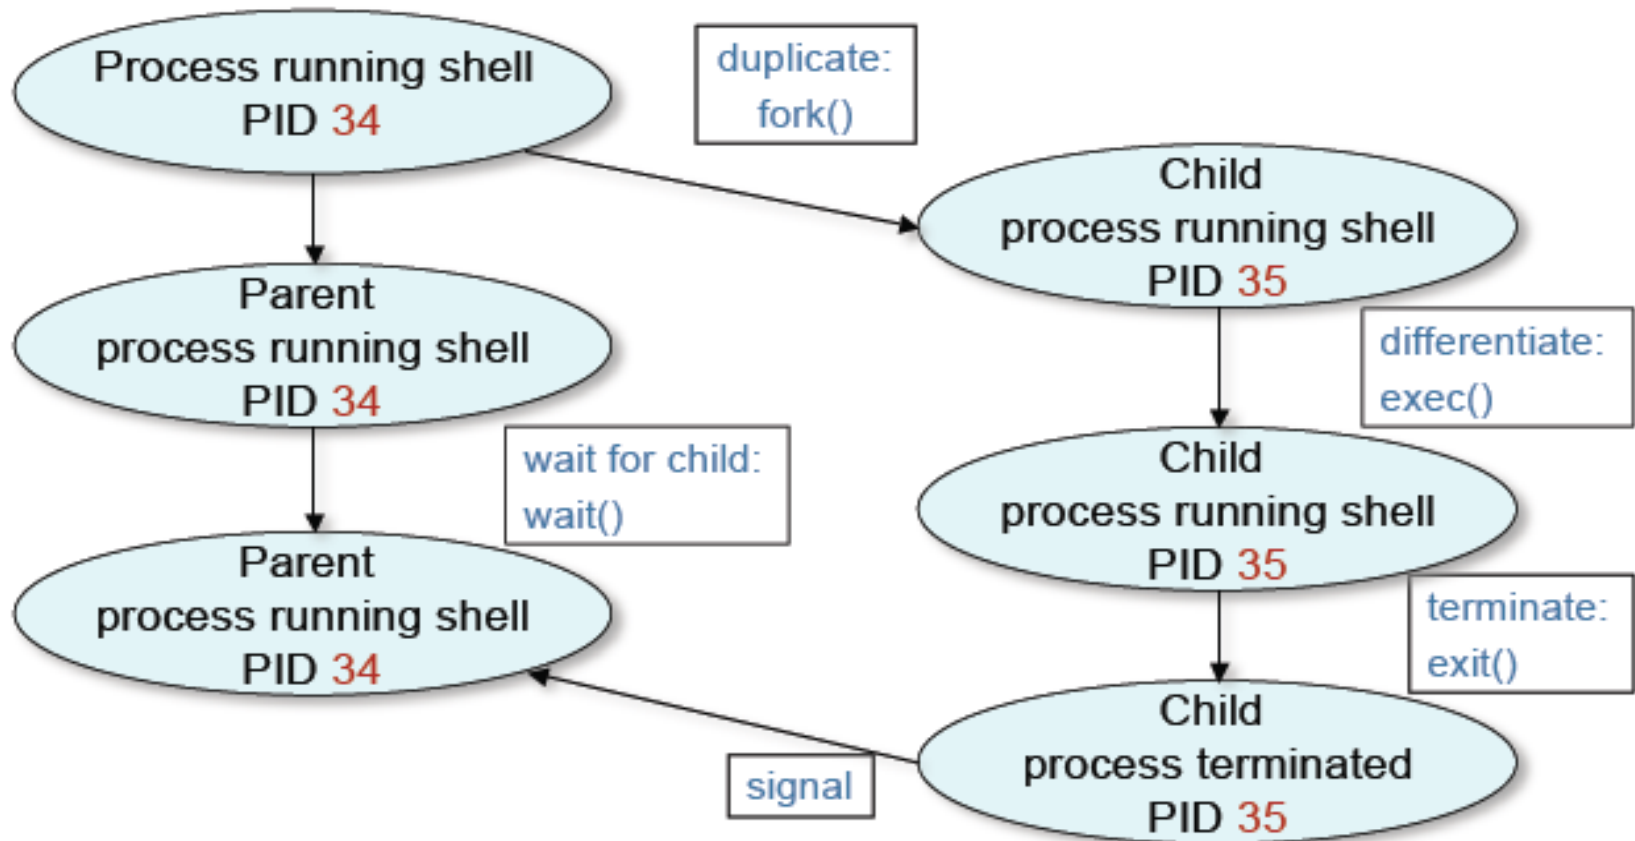 Process running shell
PID 34
duplicate:
fork()
Child
process running shell
PID 35
Parent
process running shell
PID 34
differentiate:
exec()
wait for child:
wait()
Child
process running shell
PID 35
Parent
process running shell
PID 34
terminate:
exit()
Child
process terminated
PID 35
signal